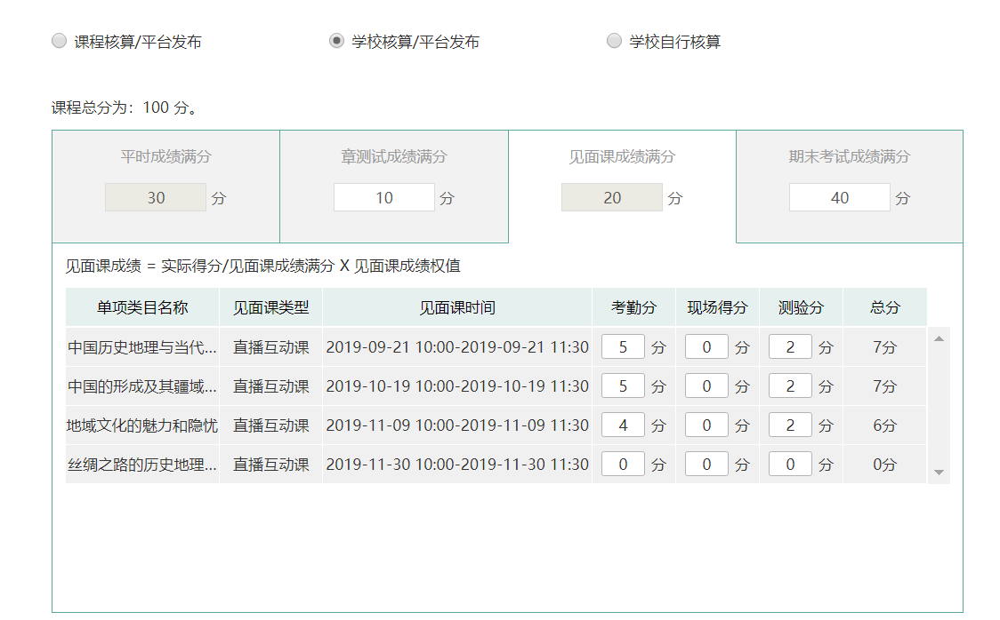 课程核算/平台发布 学校核算/平台发布 学校自行核算
课程总分为：100 分。
平时成绩满分 章测试成绩满分 见面课成绩满分 期末考试成绩满分
30 分 10 分 20 分 40 分
见面课成绩 = 实际得分/见面课成绩满分 X 见面课成绩权值
单项类目名称 见面课类型 见面课时间 考勤分 现场得分 测验分 总分
中国历史地理与当代... 直播互动课 2019-09-21 10:00-2019-09-21 11:30 5 分 0 分 2 分 7分
中国的形成及其疆域... 直播互动课 2019-10-19 10:00-2019-10-19 11:30 5 分 0 分 2 分 7分
地域文化的魅力和隐忧 直播互动课 2019-11-09 10:00-2019-11-09 11:30 4 分 0 分 2 分 6分
丝绸之路的历史地理... 直播互动课 2019-11-30 10:00-2019-11-30 11:30 0 分 0 分 0 分 0分